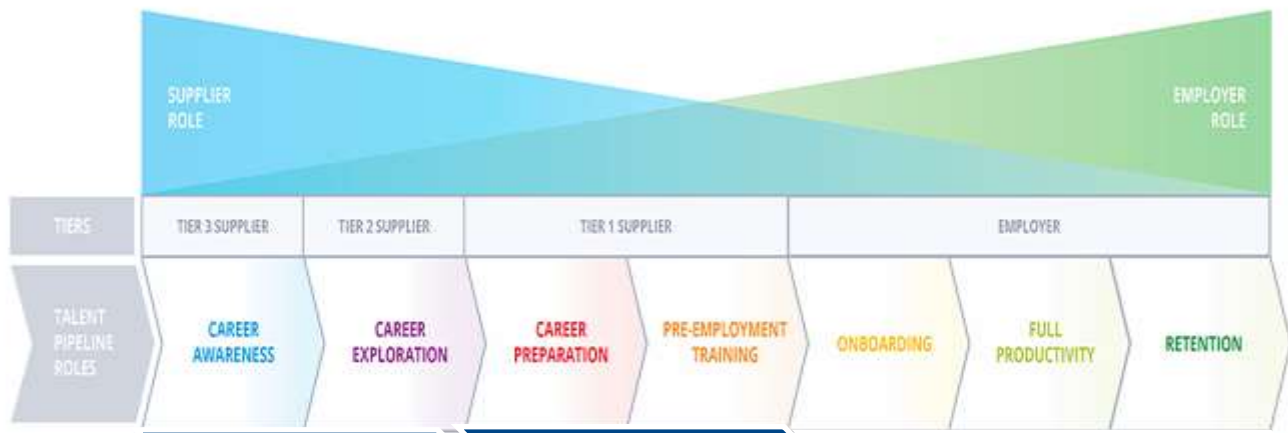 SUPPLIER
ROLE
EMPLOYER
ROLE
TIERS
TIER 3 SUPPLIER
TIER 2 SUPPLIER
TIER 1 SUPPLIER
EMPLOYER
TALENT
PIPELINE
ROLES
CAREER
AWARENESS
CAREER
EXPLORATION
CAREER
PREPARATION
PRE-EMPLOYMENT
TRAINING
ONBOARDING
FULL
PRODUCTIVITY
RETENTION